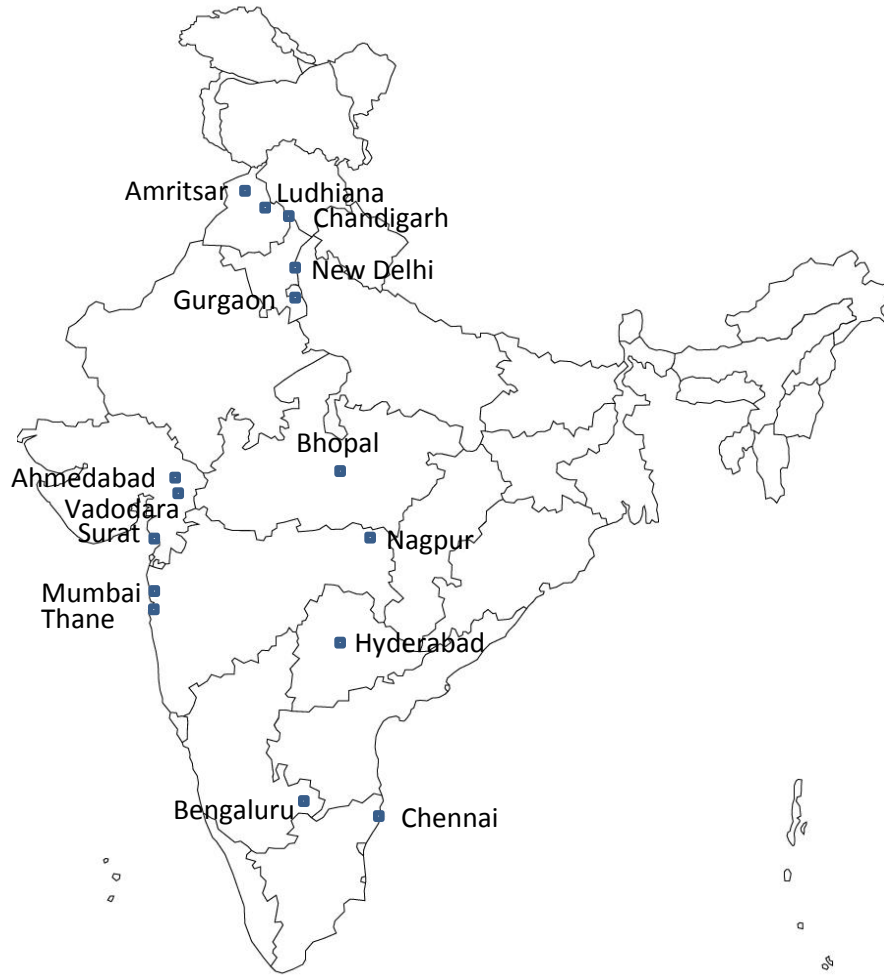 Amritsar
Ludhiana
Chandigarh
New Delhi
Gurgaon
Bhopal
Ahmedabad
Vadodara
Surat
Nagpur
Mumbai
Thane
Hyderabad
Bengaluru
Chennai